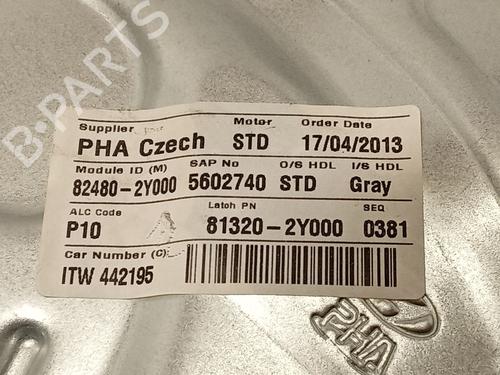 B-PARTS
Supplier Motor Order Date
PHA Czech STD 17/04/2013
Module ID (M) SAP No O/S HDL I/S HDL
82480-2Y000 5602740 STD Gray
ALC Code Latch PN SEQ
P10 81320-2Y000 0381
Car Number (C)
ITW 442195
PHA